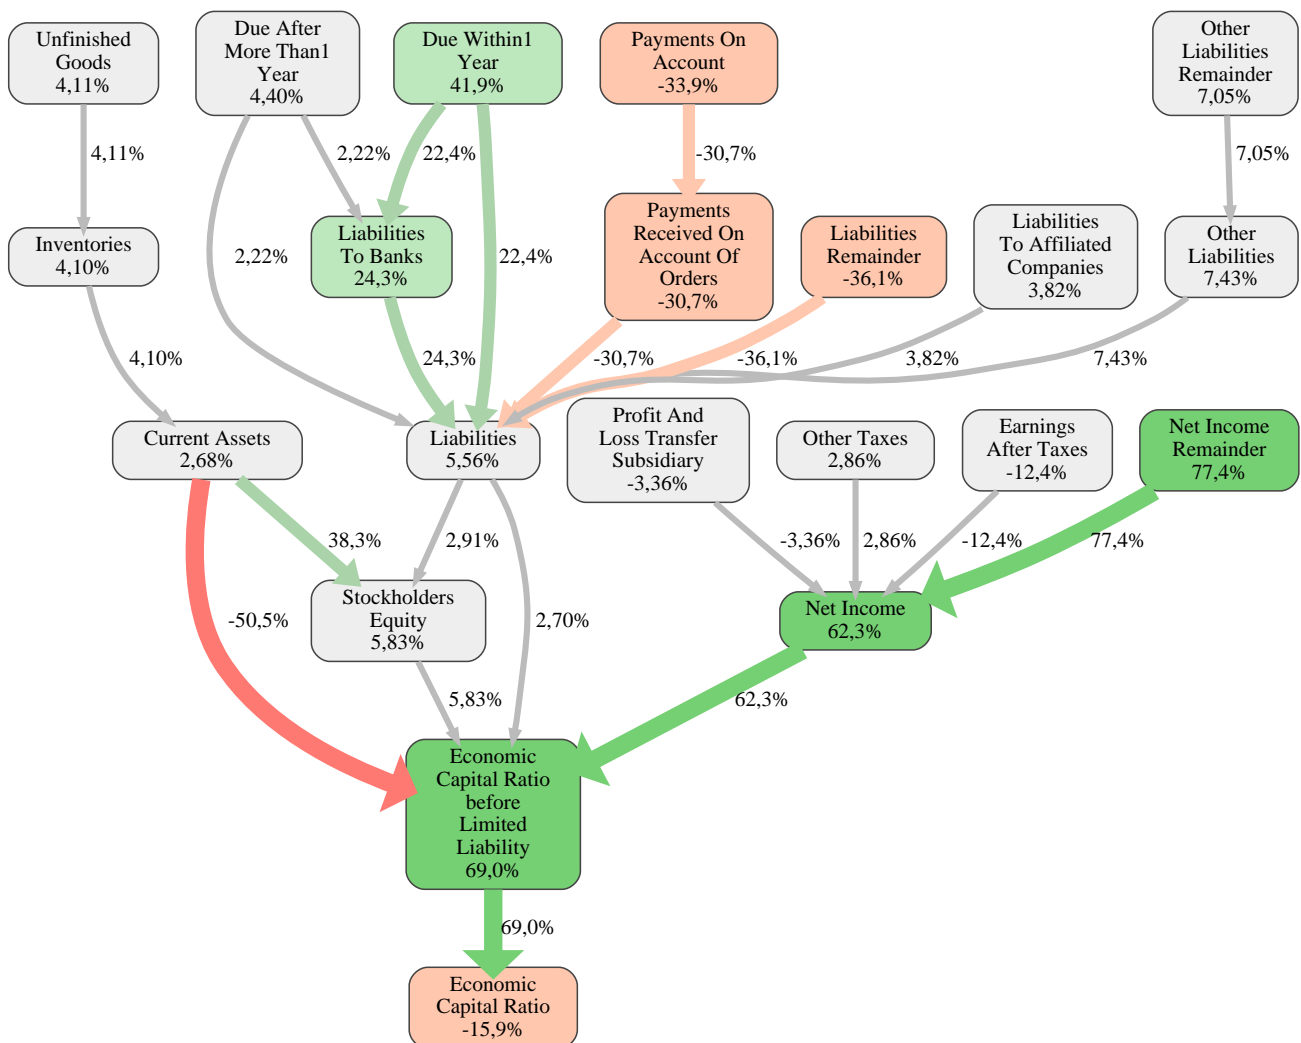 Unfinished
Goods
4,11%
Due After
More Than1
Year
4,40%
Due Within1
Year
41,9%
Payments On
Account
-33,9%
Other
Liabilities
Remainder
7,05%
4,11%
2,22%
22,4%
-30,7%
7,05%
Inventories
4,10%
2,22%
Liabilities
To Banks
24,3%
22,4%
Payments
Received On
Account Of
Orders
-30,7%
Liabilities
Remainder
-36,1%
Liabilities
To Affiliated
Companies
3,82%
Other
Liabilities
7,43%
4,10%
24,3%
-30,7%
-36,1%
3,82%
7,43%
Current Assets
2,68%
Liabilities
5,56%
Profit And
Loss Transfer
Subsidiary
-3,36%
Other Taxes
2,86%
Earnings
After Taxes
-12,4%
Net Income
Remainder
77,4%
38,3%
2,91%
-3,36%
2,86%
-12,4%
77,4%
-50,5%
Stockholders
Equity
5,83%
2,70%
Net Income
62,3%
5,83%
62,3%
Economic
Capital Ratio
before
Limited
Liability
69,0%
69,0%
Economic
Capital Ratio
-15,9%